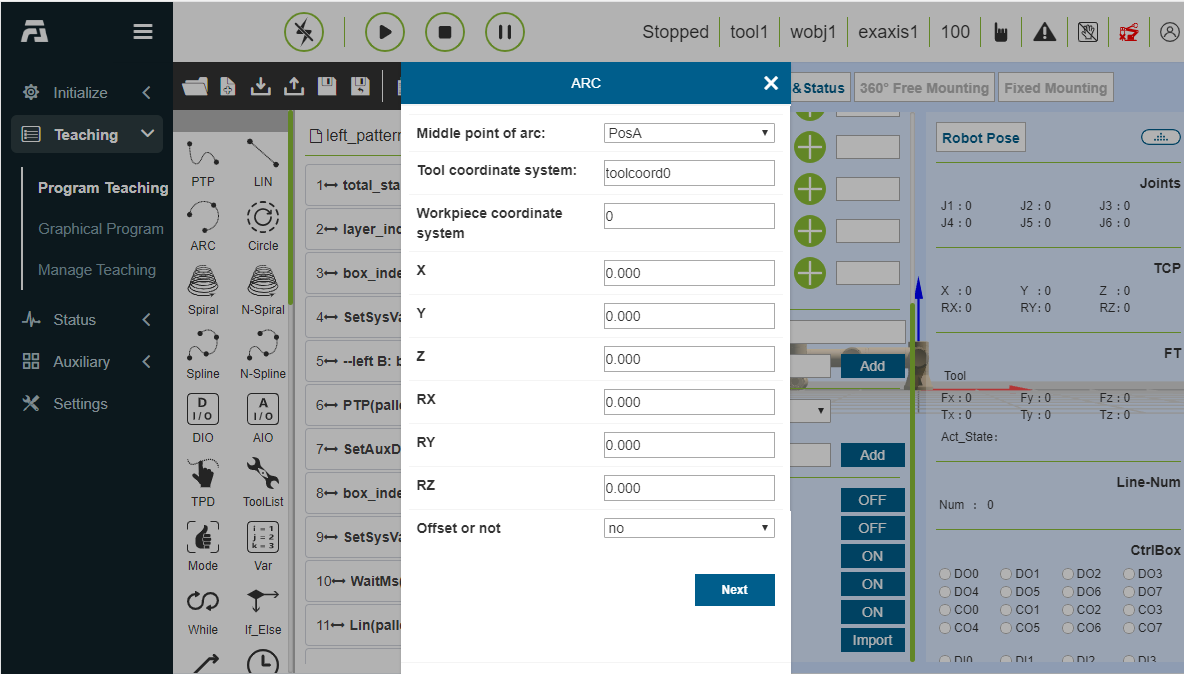 Stopped
tool1
wobj1
exaxis1
100
Initialize
Teaching
Program Teaching
Graphical Program
Manage Teaching
Status
Auxiliary
Settings
PTP
LIN
ARC
Circle
Spiral
N-Spiral
Spline
N-Spline
D
I/O
A
I/O
DIO
AIO
TPD
ToolList
i = 1
j = 2
k = 3
Mode
Var
While
If_Else
left_pattern
1 total_sta
2 layer_ind
3 box_inde
4 SetSysVa
5 --left B: b
6 PTP(palle
7 SetAuxD
8 box_inde
9 SetSysVa
10 WaitMs(
11 Lin(palle
ARC
Middle point of arc:
PosA
Tool coordinate system:
toolcoord0
Workpiece coordinate
system
0
X
0.000
Y
0.000
Z
0.000
RX
0.000
RY
0.000
RZ
0.000
Offset or not
no
Next
&Status
360° Free Mounting
Fixed Mounting
Add
Add
OFF
OFF
ON
ON
ON
Import
Robot Pose
Joints
J1 : 0 J2 : 0 J3 : 0
J4 : 0 J5 : 0 J6 : 0
TCP
X : 0 Y : 0 Z : 0
RX: 0 RY: 0 RZ: 0
FT
Tool
Fx : 0 Fy : 0 Fz : 0
Tx : 0 Ty : 0 Tz : 0
Act_State:
Line-Num
Num : 0
CtrlBox
DO0 DO1 DO2 DO3
DO4 DO5 DO6 DO7
CO0 CO1 CO2 CO3
CO4 CO5 CO6 CO7
DI0 DI1 DI2 DI3